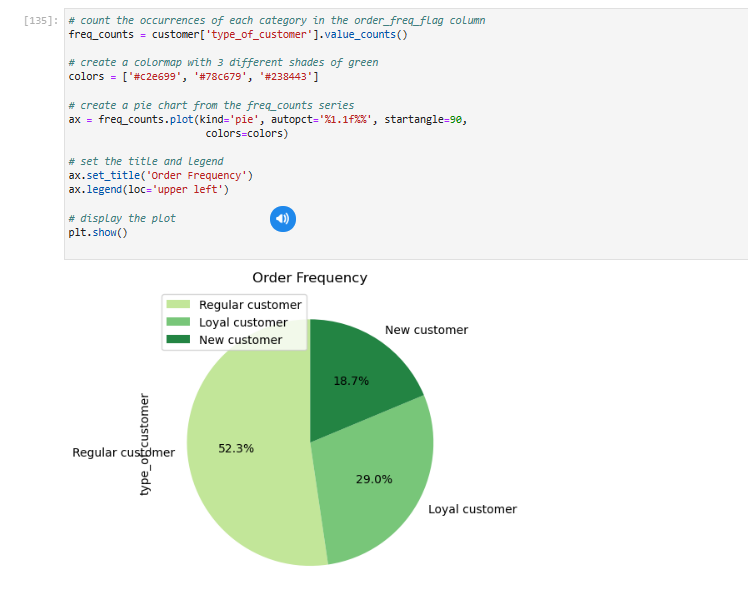 [135]: # count the occurrences of each category in the order_freq_flag column
freq_counts = customer['type_of_customer'].value_counts()
# create a colormap with 3 different shades of green
colors = ['#c2e699', '#78c679', '#238443']
# create a pie chart from the freq_counts series
ax = freq_counts.plot(kind='pie', autopct='%1.1f%%', startangle=90,
colors=colors)
# set the title and Legend
ax.set_title('Order Frequency')
ax.legend(loc='upper left')
# display the plot
plt.show()
Order Frequency
Regular customer
Loyal customer
New customer
New customer
18.7%
type_of_customer
Regular customer
52.3%
29.0%
Loyal customer